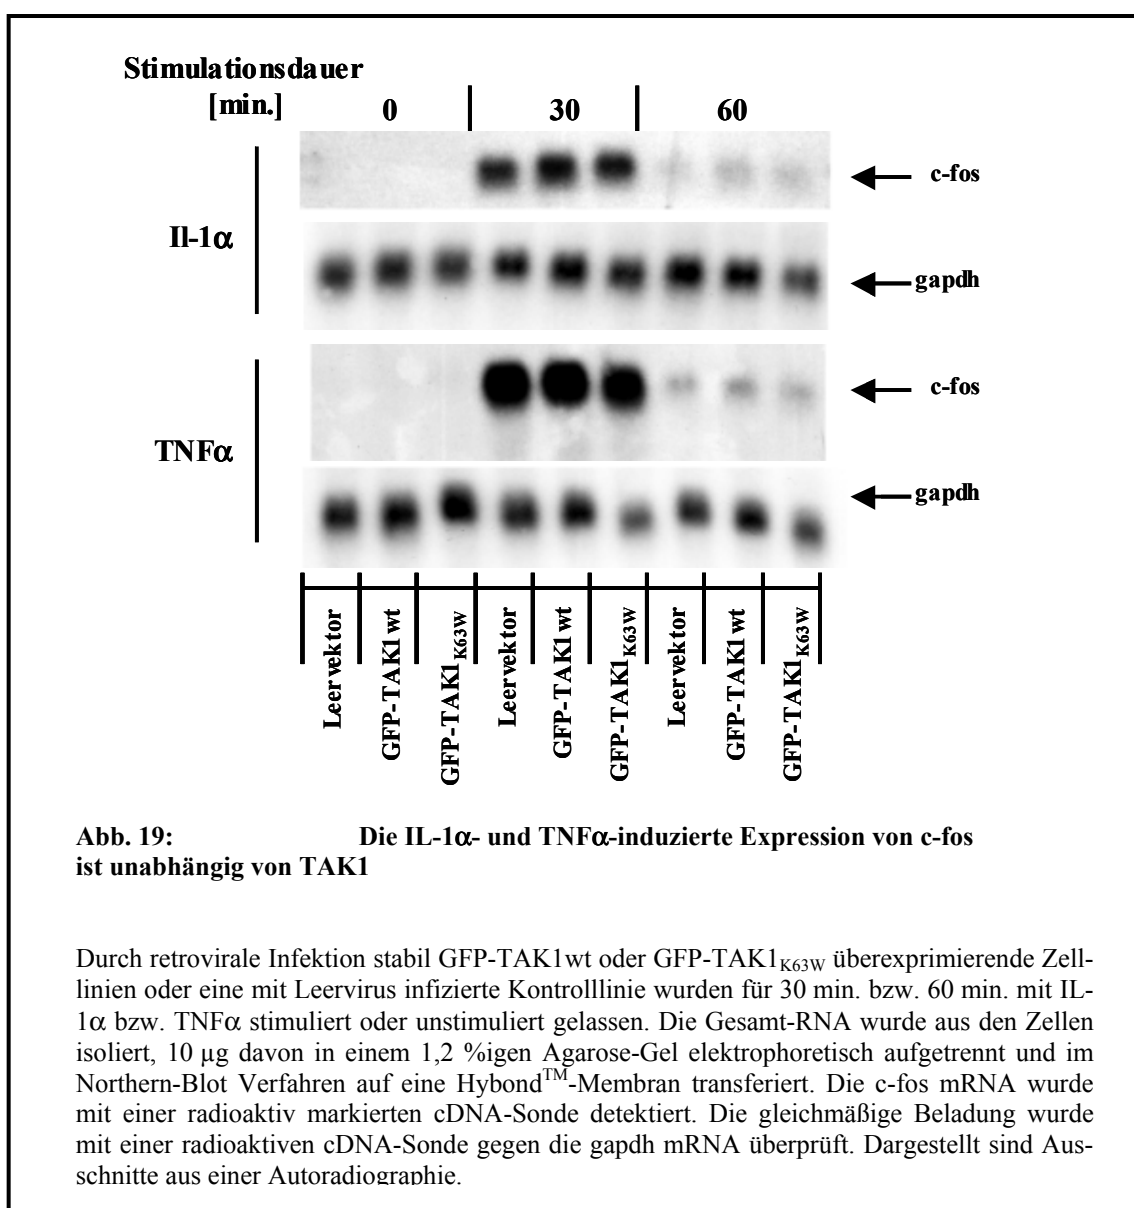 Stimulationsdauer
[min.]
0
30
60
Il-1α
c-fos
gapdh
TNFα
c-fos
gapdh
Leervektor
GFP-TAK1wt
GFP-TAK1K63W
Leervektor
GFP-TAK1wt
GFP-TAK1K63W
Leervektor
GFP-TAK1wt
GFP-TAK1K63W
Abb. 19: Die IL-1α- und TNFα-induzierte Expression von c-fos
ist unabhängig von TAK1
Durch retrovirale Infektion stabil GFP-TAK1wt oder GFP-TAK1K63W überexprimierende Zell-
linien oder eine mit Leervirus infizierte Kontrolllinie wurden für 30 min. bzw. 60 min. mit IL-
1α bzw. TNFα stimuliert oder unstimuliert gelassen. Die Gesamt-RNA wurde aus den Zellen
isoliert, 10 µg davon in einem 1,2 %igen Agarose-Gel elektrophoretisch aufgetrennt und im
Northern-Blot Verfahren auf eine Hybond™-Membran transferiert. Die c-fos mRNA wurde
mit einer radioaktiv markierten cDNA-Sonde detektiert. Die gleichmäßige Beladung wurde
mit einer radioaktiven cDNA-Sonde gegen die gapdh mRNA überprüft. Dargestellt sind Aus-
schnitte aus einer Autoradiographie.